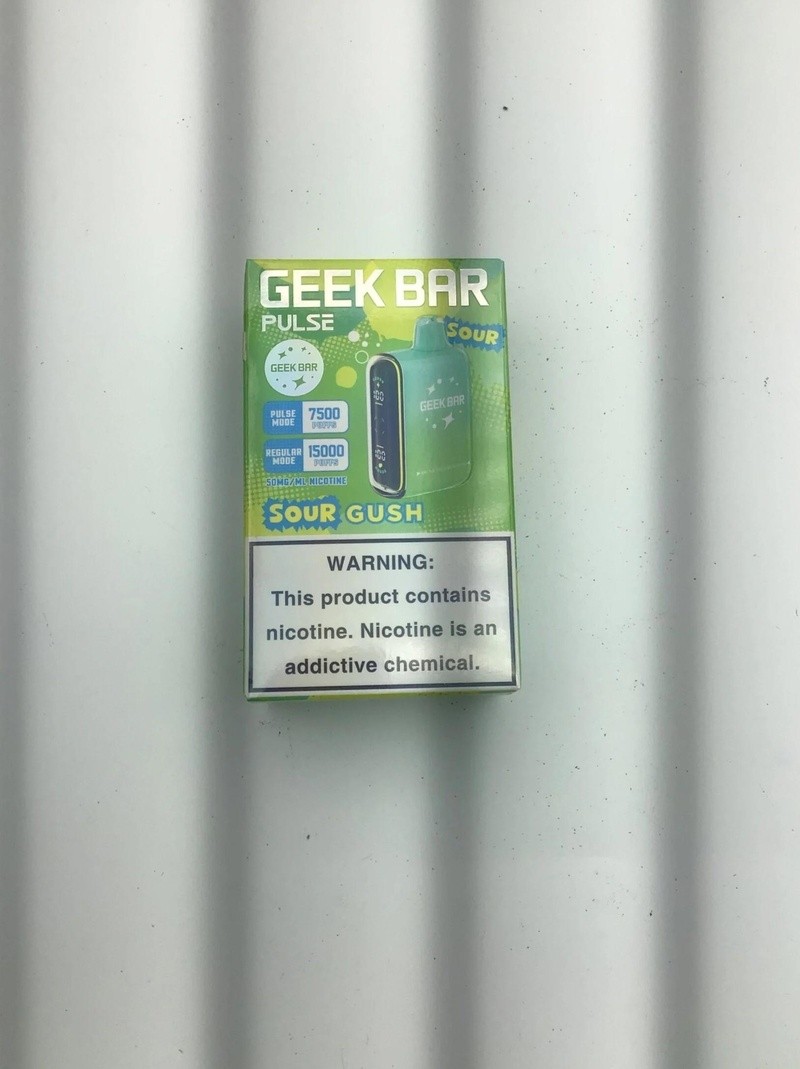 GEEK BAR
PULSE
SOUR
GEEK BAR
GEEK BAR
PULSE MODE 7500 PUFFS
REGULAR MODE 15000 PUFFS
50MG/ML NICOTINE
SOUR GUSH
WARNING:
This product contains
nicotine. Nicotine is an
addictive chemical.